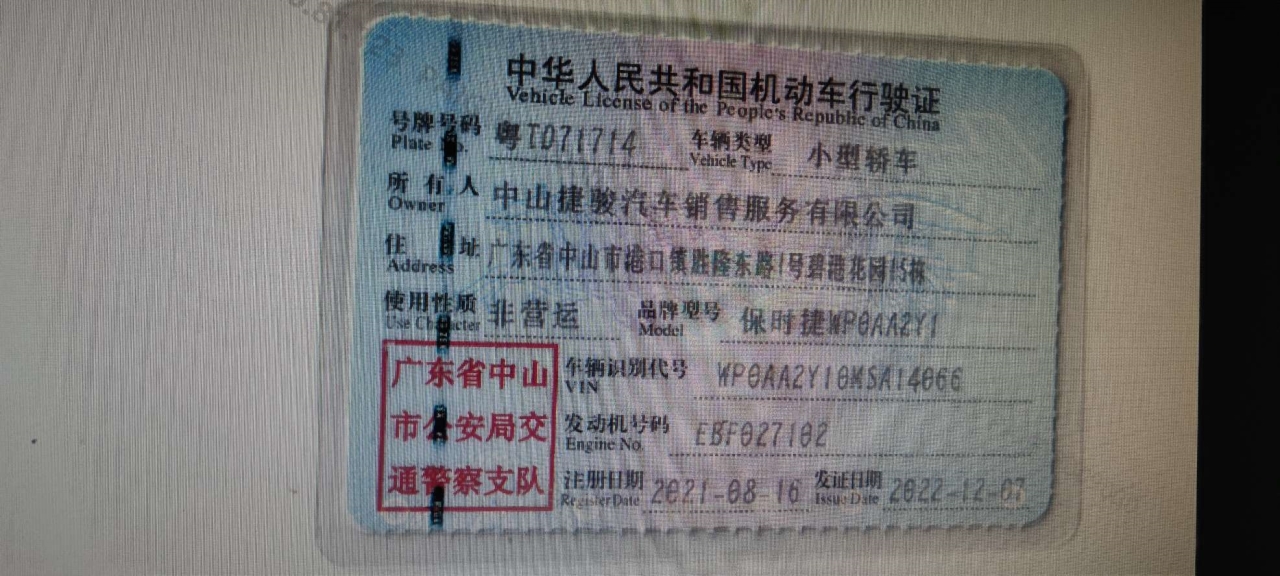 中华人民共和国机动车行驶证
Vehicle License of the People's Republic of China
号牌号码 粤TD71714 车辆类型 小型轿车
Plate No. Vehicle Type
所有人 中山捷骏汽车销售服务有限公司
Owner
住址 广东省中山市港口镇胜隆东路1号碧港花园15栋
Address
使用性质 非营运 品牌型号 保时捷WP0AA2Y1
Use Character Model
广东省中山
市公安局交
通警察支队
车辆识别代号 WP0AA2Y10MSA14066
VIN
发动机号码 EBF027102
Engine No.
注册日期 2021-08-16 发证日期 2022-12-07
Register Date Issue Date